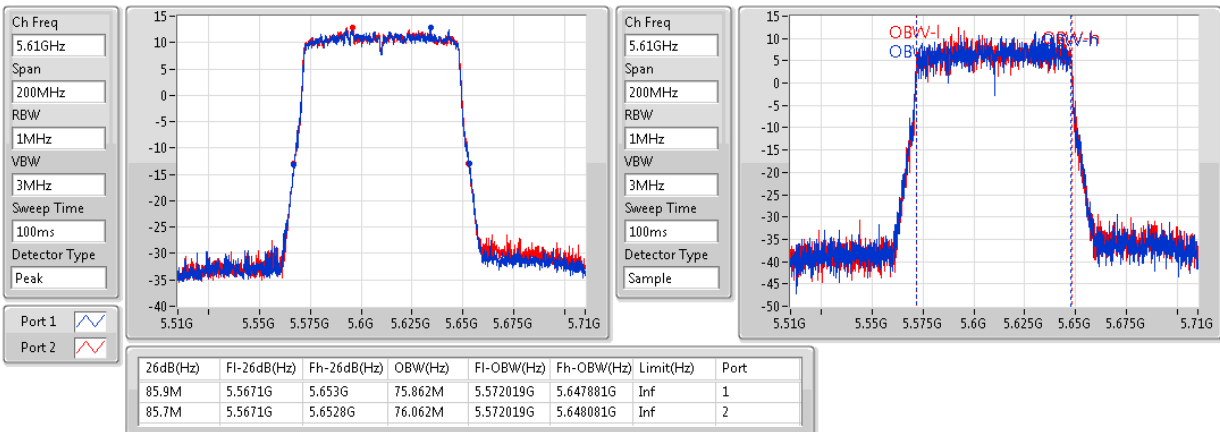 Ch Freq
5.61GHz
Span
200MHz
RBW
1MHz
VBW
3MHz
Sweep Time
100ms
Detector Type
Peak
Port 1
Port 2
15
10
5
0
-5
-10
-15
-20
-25
-30
-35
-40
5.51G 5.55G 5.575G 5.6G 5.625G 5.65G 5.675G 5.71G
Ch Freq
5.61GHz
Span
200MHz
RBW
1MHz
VBW
3MHz
Sweep Time
100ms
Detector Type
Sample
15
10
5
0
-5
-10
-15
-20
-25
-30
-35
-40
-45
-50
OBW-l
OBW-h
5.51G 5.55G 5.575G 5.6G 5.625G 5.65G 5.675G 5.71G
26dB(Hz) Fl-26dB(Hz) Fh-26dB(Hz) OBW(Hz) Fl-OBW(Hz) Fh-OBW(Hz) Limit(Hz) Port
85.9M 5.5671G 5.653G 75.862M 5.572019G 5.647881G Inf 1
85.7M 5.5671G 5.6528G 76.062M 5.572019G 5.648081G Inf 2